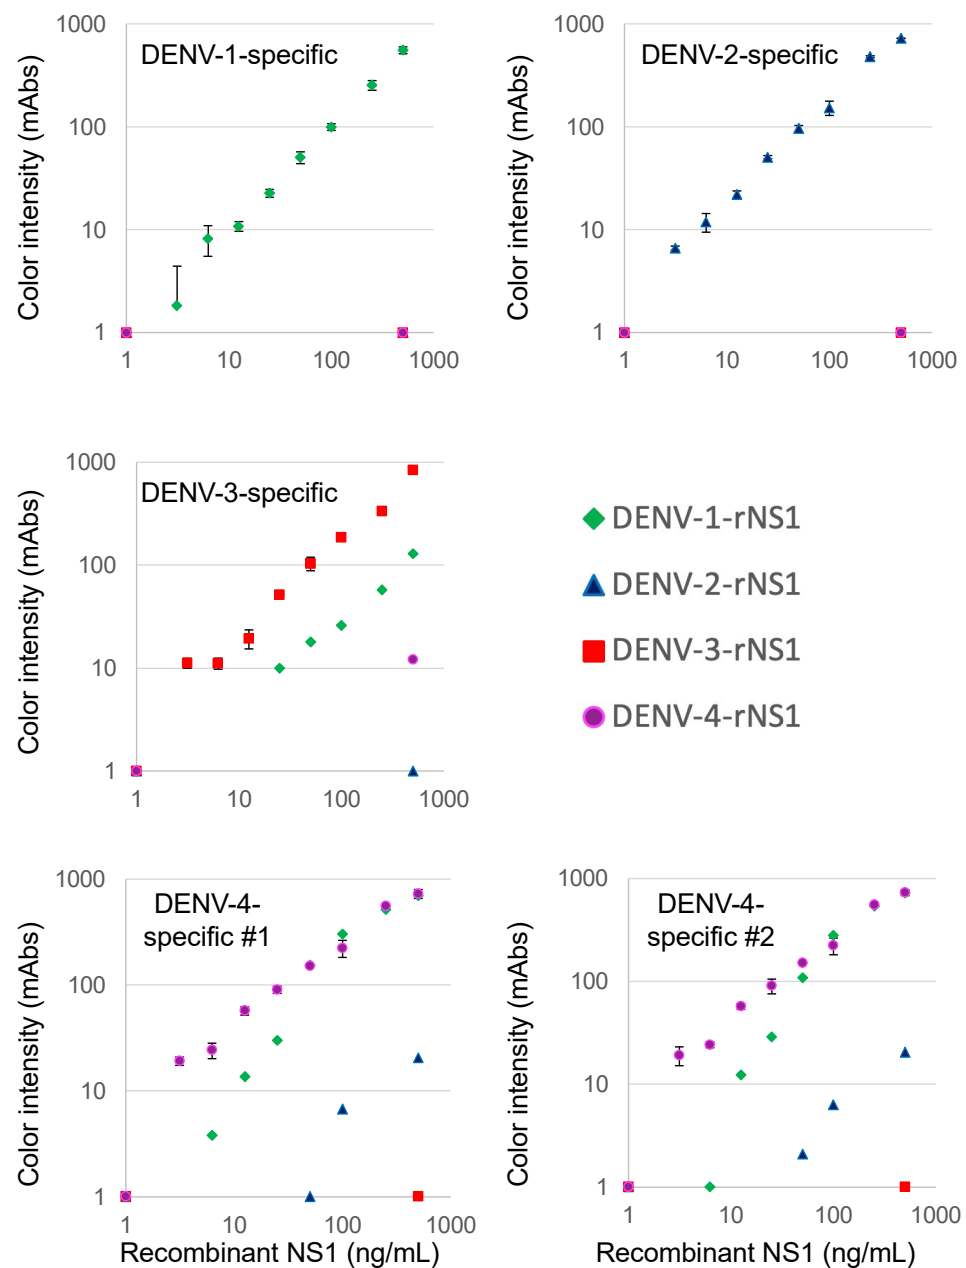 DENV-1-specific
Color intensity (mAbs)
1000
100
10
1
1 10 100 1000
DENV-2-specific
Color intensity (mAbs)
1000
100
10
1
1 10 100 1000
DENV-3-specific
Color intensity (mAbs)
1000
100
10
1
1 10 100 1000
DENV-1-rNS1
DENV-2-rNS1
DENV-3-rNS1
DENV-4-rNS1
DENV-4-
specific #1
Color intensity (mAbs)
1000
100
10
1
1 10 100 1000
Recombinant NS1 (ng/mL)
DENV-4-
specific #2
Color intensity (mAbs)
1000
100
10
1
1 10 100 1000
Recombinant NS1 (ng/mL)